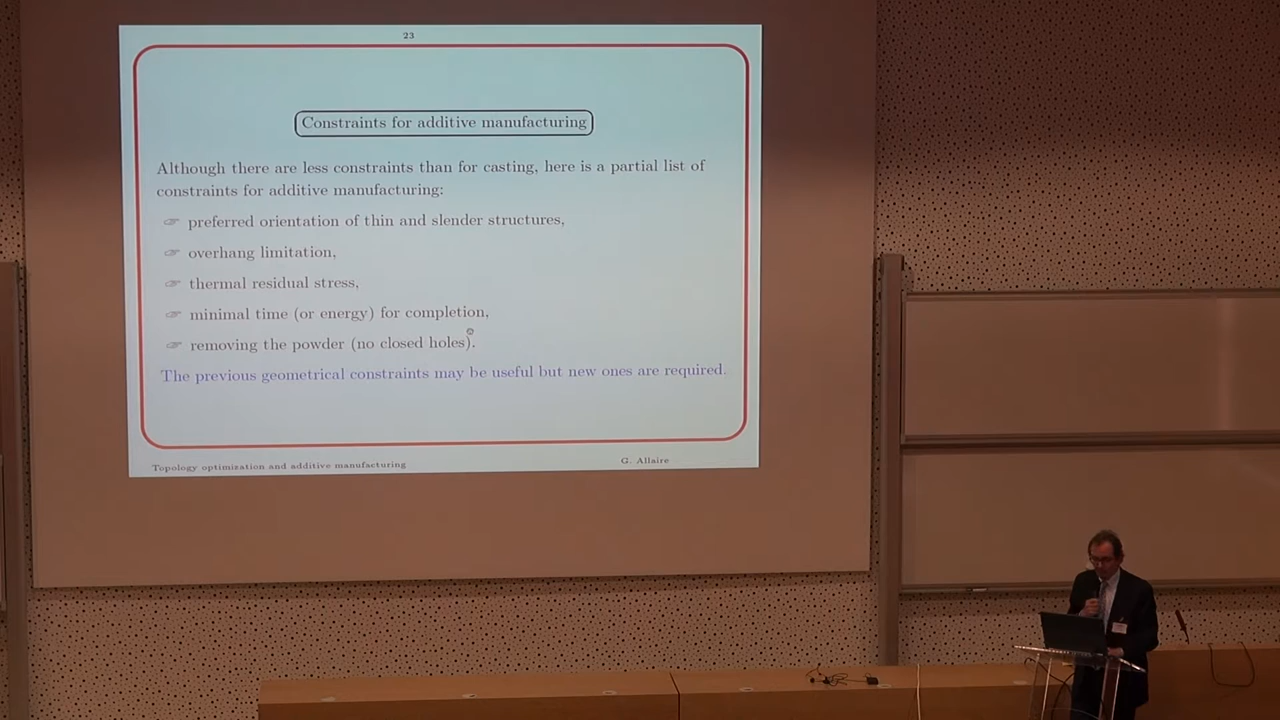 23
Constraints for additive manufacturing
Although there are less constraints than for casting, here is a partial list of
constraints for additive manufacturing:
☞ preferred orientation of thin and slender structures,
☞ overhang limitation,
☞ thermal residual stress,
☞ minimal time (or energy) for completion,
☞ removing the powder (no closed holes).
The previous geometrical constraints may be useful but new ones are required.
Topology optimization and additive manufacturing
G. Allaire